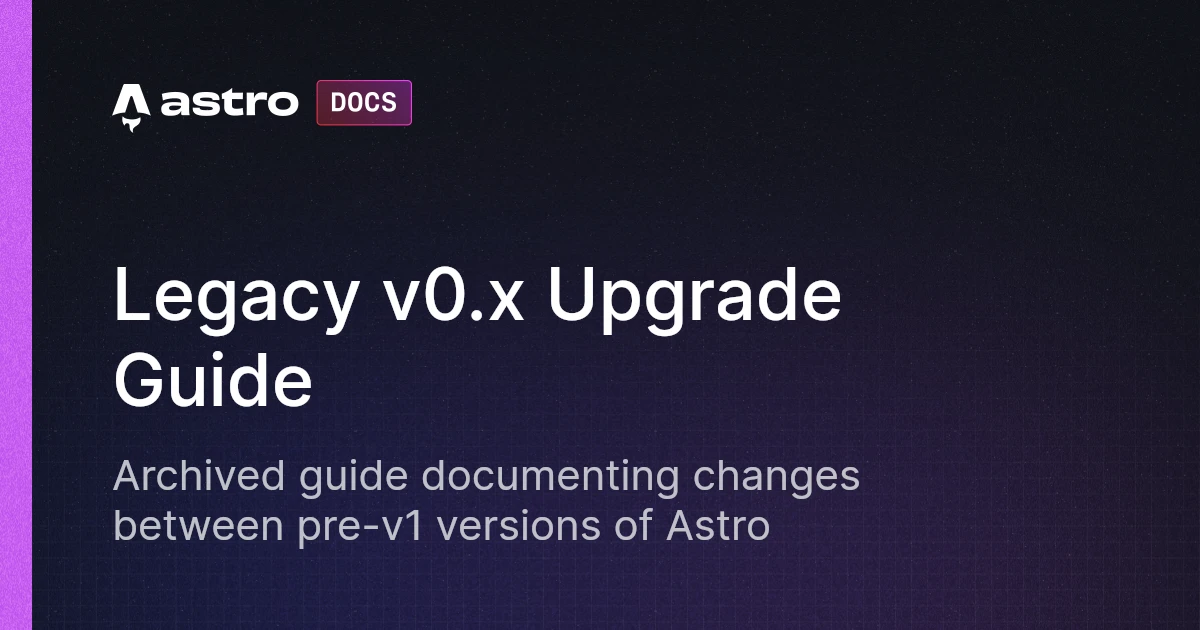 astro DOCS
Legacy v0.x Upgrade
Guide
Archived guide documenting changes
between pre-v1 versions of Astro